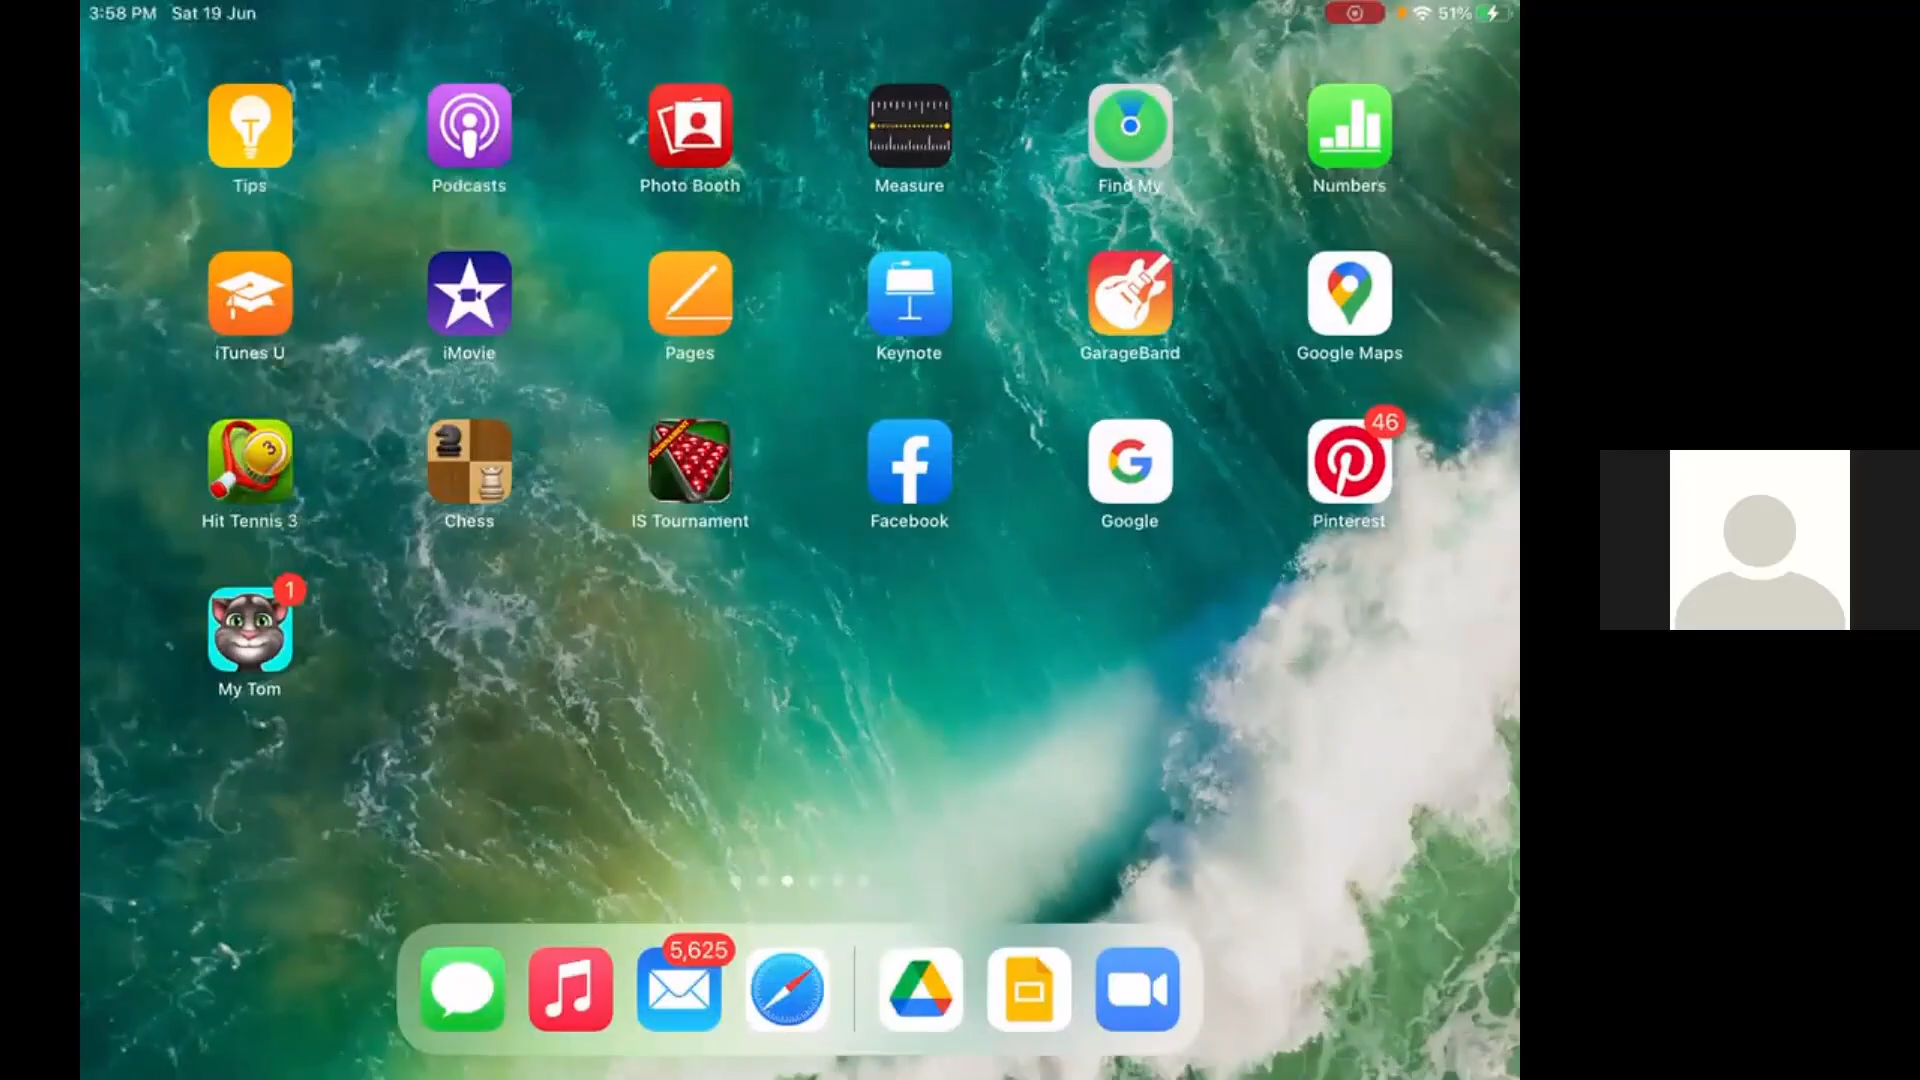 3:58 PM Sat 19 Jun 51%
Tips Podcasts Photo Booth Measure Find My Numbers
iTunes U iMovie Pages Keynote GarageBand Google Maps
46
Hit Tennis 3 Chess IS Tournament Facebook Google Pinterest
1
My Tom
5,625